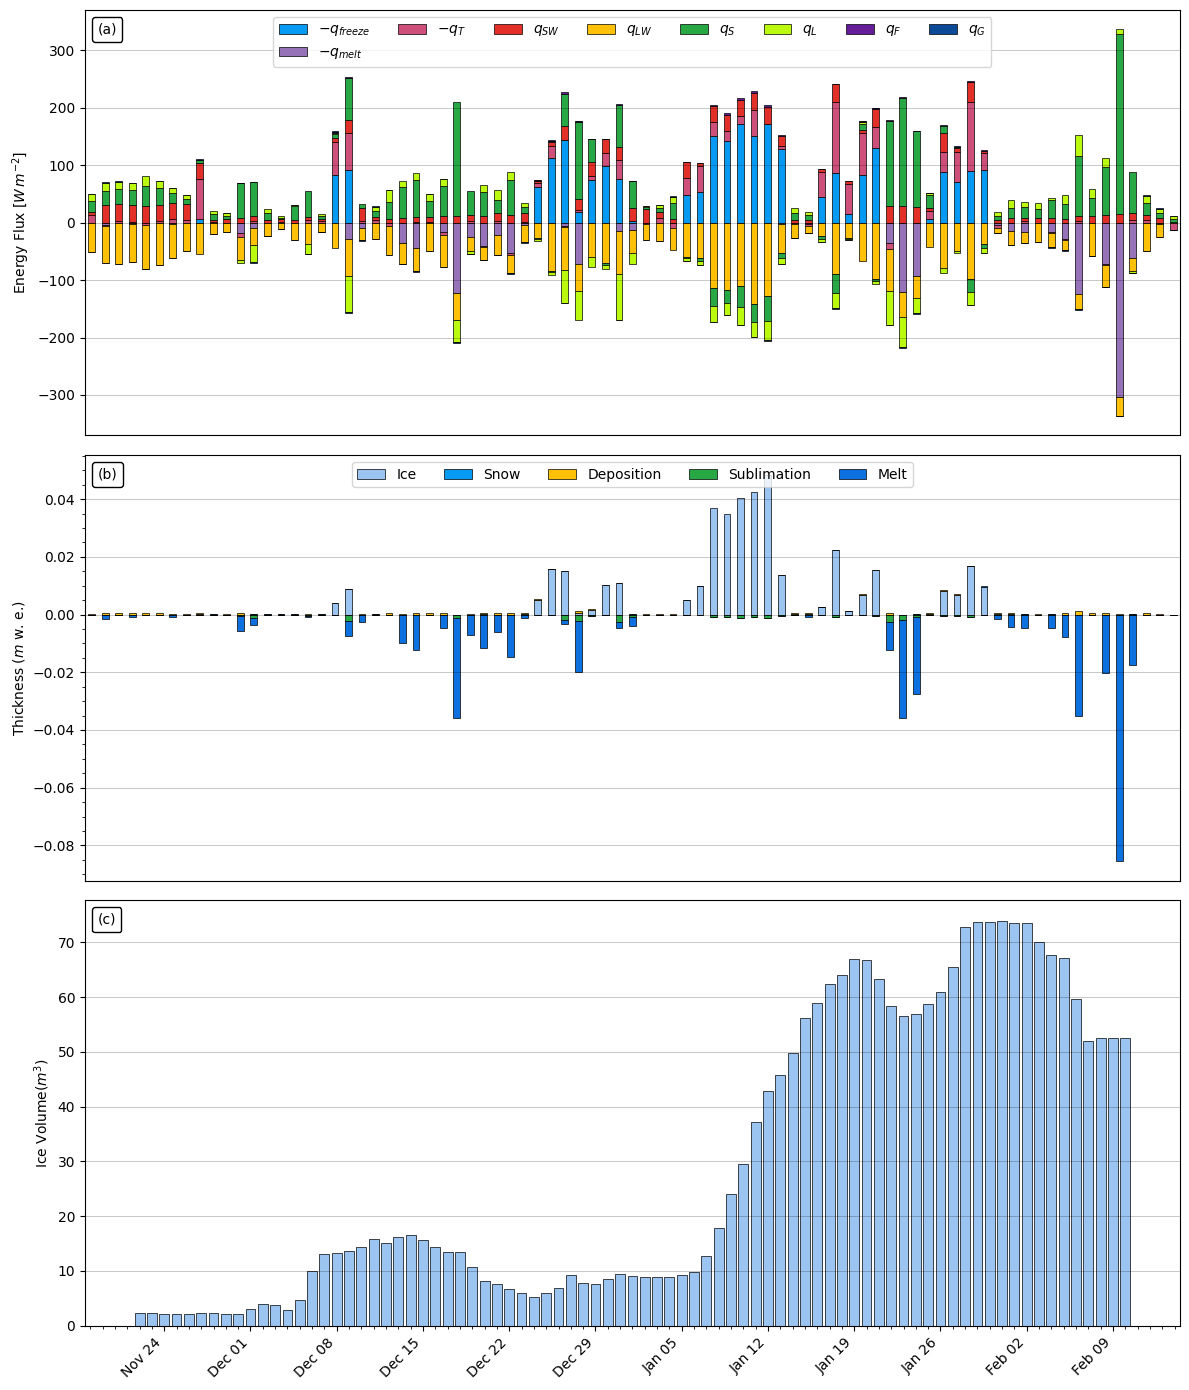 (a)
−q_freeze −q_T q_SW q_LW q_S q_L q_F q_G
−q_melt
300
200
100
0
−100
−200
−300
Energy Flux [W m⁻²]
(b)
Ice Snow Deposition Sublimation Melt
0.04
0.02
0.00
−0.02
−0.04
−0.06
−0.08
Thickness (m w. e.)
(c)
70
60
50
40
30
20
10
0
Ice Volume(m³)
Nov 24 Dec 01 Dec 08 Dec 15 Dec 22 Dec 29 Jan 05 Jan 12 Jan 19 Jan 26 Feb 02 Feb 09